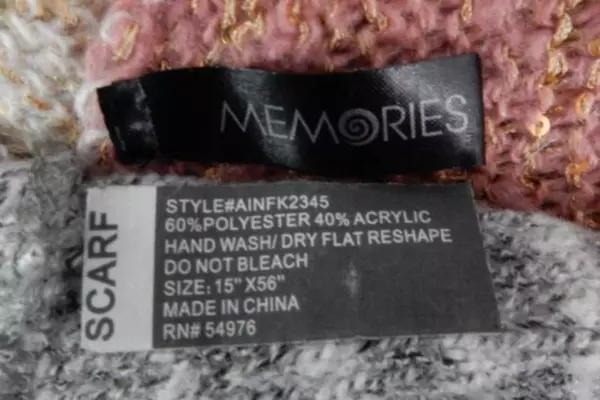 MEMORIES
SCARF
STYLE#AINFK2345
60%POLYESTER 40% ACRYLIC
HAND WASH/ DRY FLAT RESHAPE
DO NOT BLEACH
SIZE: 15" X56"
MADE IN CHINA
RN# 54976